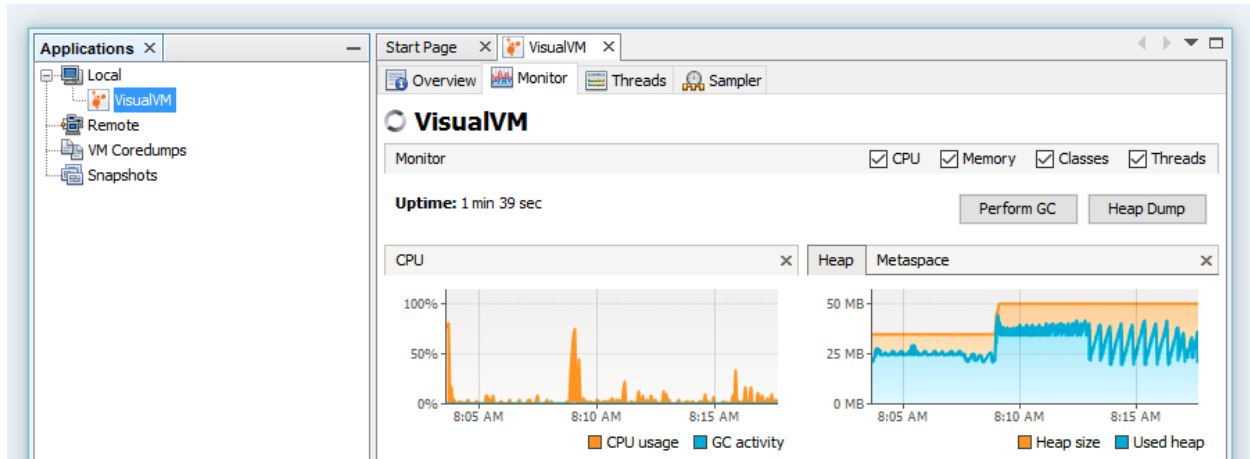 Applications
Local
VisualVM
Remote
VM Coredumps
Snapshots
Start Page
VisualVM
Overview
Monitor
Threads
Sampler
VisualVM
Monitor
CPU
Memory
Classes
Threads
Uptime: 1 min 39 sec
Perform GC
Heap Dump
CPU
100%
50%
0%
8:05 AM
8:10 AM
8:15 AM
CPU usage
GC activity
Heap
Metaspace
50 MB
25 MB
0 MB
8:05 AM
8:10 AM
8:15 AM
Heap size
Used heap